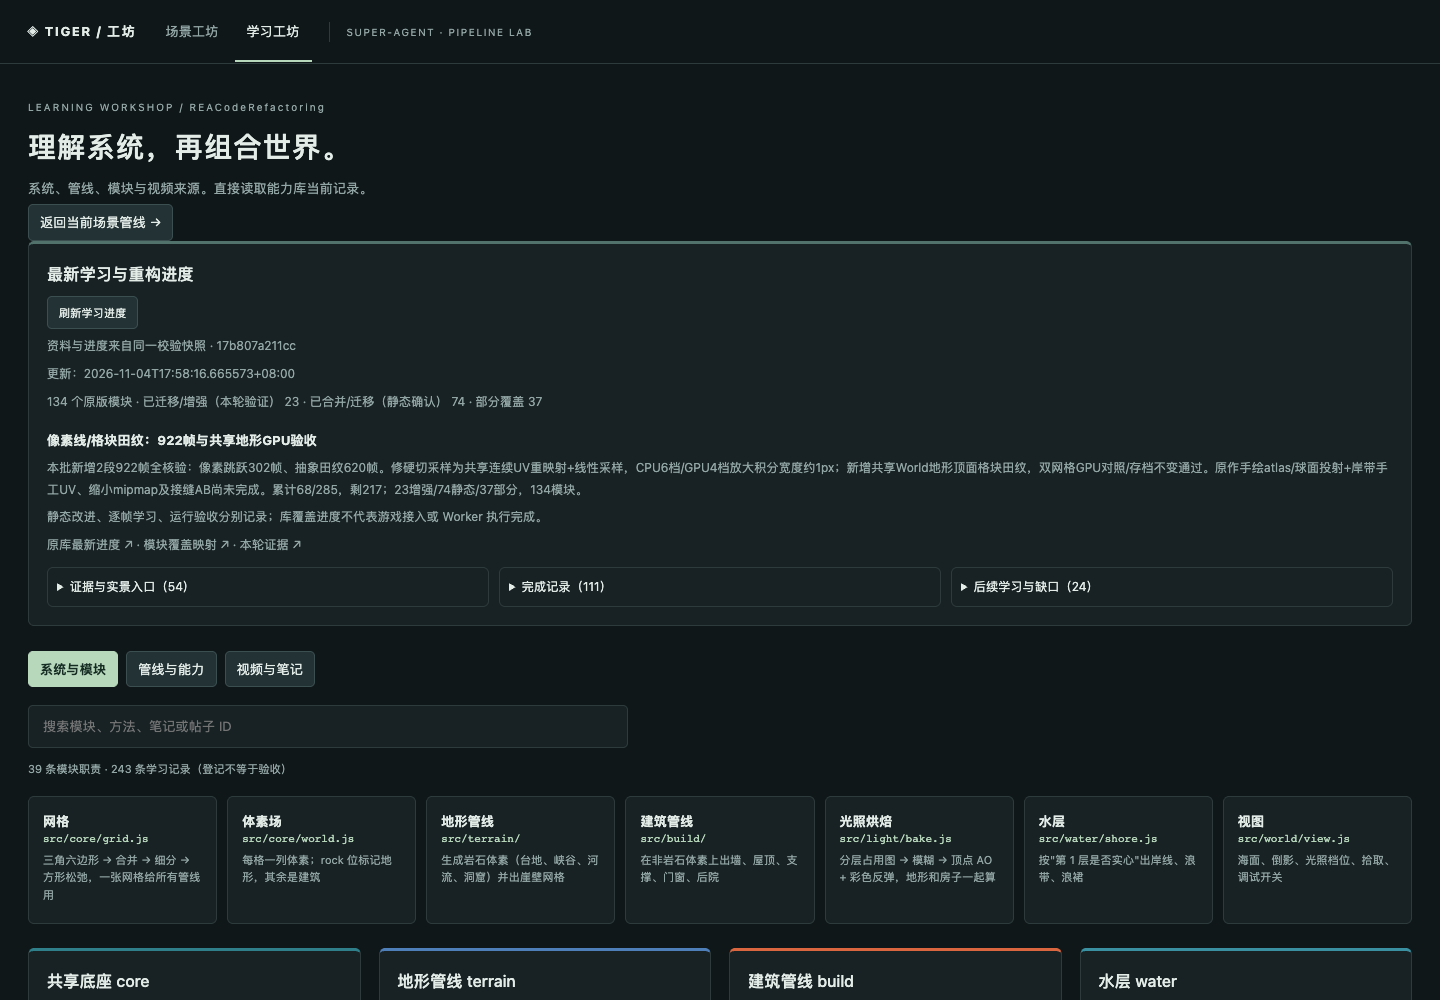 ◈ TIGER / 工坊
场景工坊
学习工坊
SUPER-AGENT · PIPELINE LAB
LEARNING WORKSHOP / REACodeRefactoring
理解系统，再组合世界。
系统、管线、模块与视频来源。直接读取能力库当前记录。
返回当前场景管线 →
最新学习与重构进度
刷新学习进度
资料与进度来自同一校验快照 · 17b807a211cc
更新：2026-11-04T17:58:16.665573+08:00
134 个原版模块 · 已迁移/增强（本轮验证） 23 · 已合并/迁移（静态确认） 74 · 部分覆盖 37
像素线/格块田纹：922帧与共享地形GPU验收
本批新增2段922帧全核验：像素跳跃302帧、抽象田纹620帧。修硬切采样为共享连续UV重映射+线性采样，CPU6档/GPU4档放大积分宽度约1px；新增共享World地形顶面格块田纹，双网格GPU对照/存档不变通过。原作手绘atlas/球面投射+岸带手
工UV、缩小mipmap及接缝AB尚未完成。累计68/285，剩217；23增强/74静态/37部分，134模块。
静态改进、逐帧学习、运行验收分别记录；库覆盖进度不代表游戏接入或 Worker 执行完成。
原库最新进度 ↗ · 模块覆盖映射 ↗ · 本轮证据 ↗
▶ 证据与实景入口（54）
▶ 完成记录（111）
▶ 后续学习与缺口（24）
系统与模块
管线与能力
视频与笔记
搜索模块、方法、笔记或帖子 ID
39 条模块职责 · 243 条学习记录（登记不等于验收）
网格
src/core/grid.js
三角六边形 → 合并 → 细分 →
方形松弛，一张网格给所有管线
用
体素场
src/core/world.js
每格一列体素；rock 位标记地
形，其余是建筑
地形管线
src/terrain/
生成岩石体素（台地、峡谷、河
流、洞窟）并出崖壁网格
建筑管线
src/build/
在非岩石体素上出墙、屋顶、支
撑、门窗、后院
光照烘焙
src/light/bake.js
分层占用图 → 模糊 → 顶点 AO
+ 彩色反弹，地形和房子一起算
水层
src/water/shore.js
按"第 1 层是否实心"出岸线、浪
带、浪裙
视图
src/world/view.js
海面、倒影、光照档位、拾取、
调试开关
共享底座 core
地形管线 terrain
建筑管线 build
水层 water